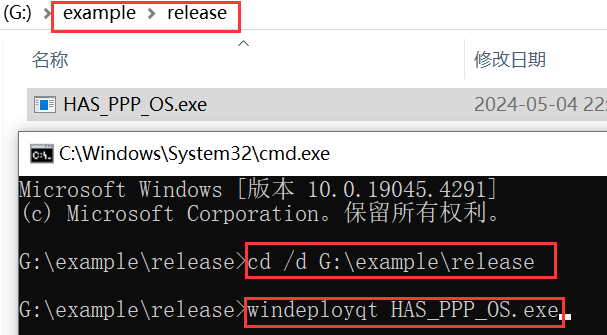 (G:) > example > release
名称 修改日期
HAS_PPP_OS.exe 2024-05-04 22:
C:\Windows\System32\cmd.exe
Microsoft Windows [版本 10.0.19045.4291]
(c) Microsoft Corporation。保留所有权利。
G:\example\release>cd /d G:\example\release
G:\example\release>windeployqt HAS_PPP_OS.exe